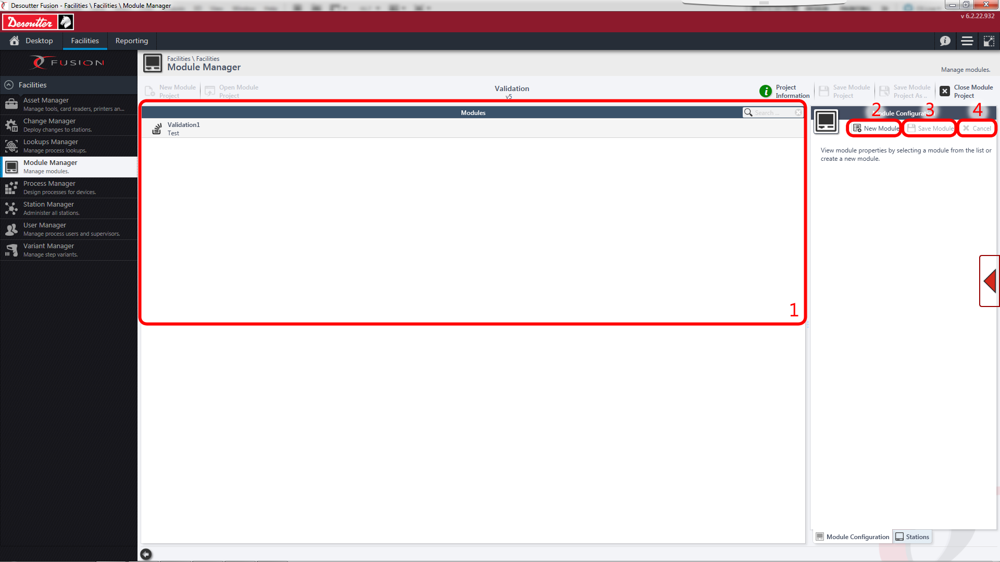 Desoutter Fusion - Facilities \ Facilities \ Module Manager
Desoutter
v 6.2.22.932
Desktop
Facilities
Reporting
FUSION
Facilities
Asset Manager
Manage tools, card readers, printers an...
Change Manager
Deploy changes to stations.
Lookups Manager
Manage process lookups.
Module Manager
Manage modules.
Process Manager
Design processes for devices.
Station Manager
Administer all stations.
User Manager
Manage process users and supervisors.
Variant Manager
Manage step variants.
Facilities \ Facilities
Module Manager
Manage modules.
New Module
Project
Open Module
Project
Validation
v5
Project
Information
Save Module
Project
Save Module
Project As ..
Close Module
Project
Modules
Search ...
Validation1
Test
1
Module Configuration
2
3
4
New Module
Save Module
Cancel
View module properties by selecting a module from the list or
create a new module.
Module Configuration
Stations